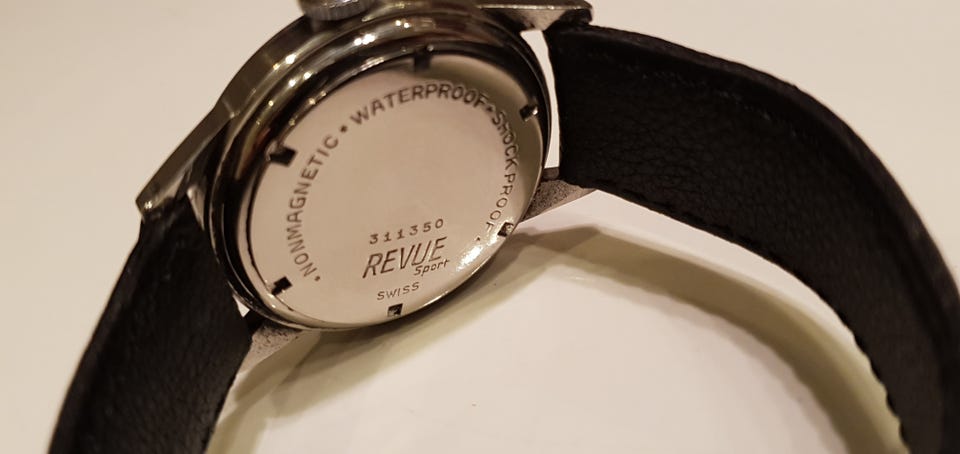 • NONMAGNETIC • WATERPROOF • SHOCKPROOF •
311350
REVUE
Sport
SWISS